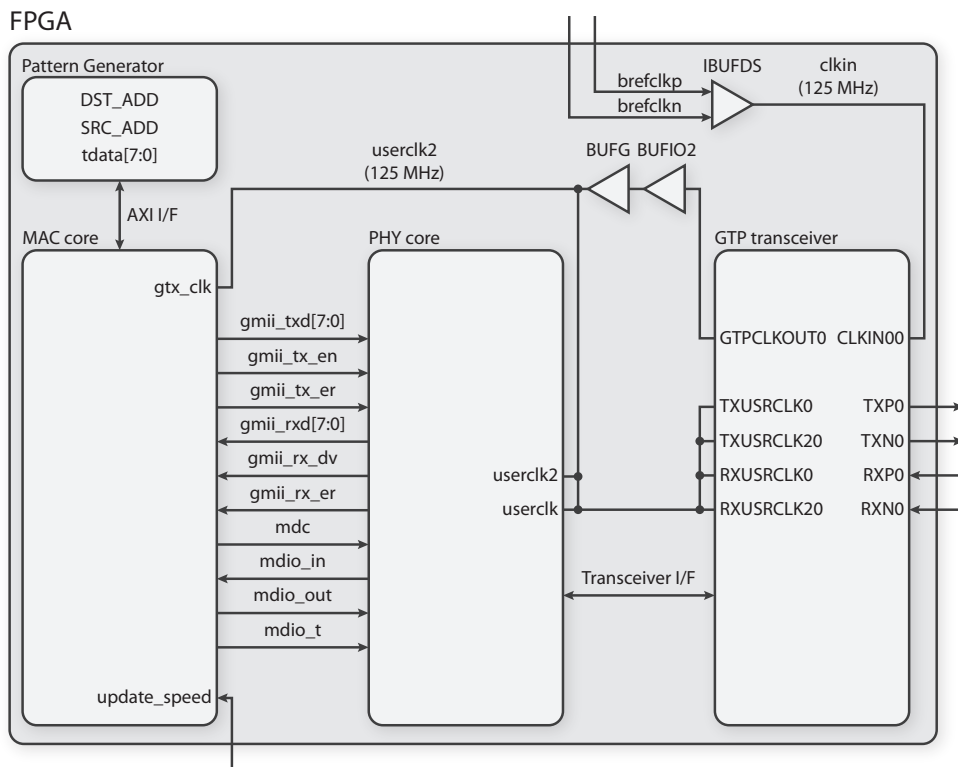 FPGA
Pattern Generator
DST_ADD
SRC_ADD
tdata[7:0]
AXI I/F
brefclkp
brefclkn
IBUFDS
clkin
(125 MHz)
userclk2
(125 MHz)
BUFG
BUFIO2
MAC core
gtx_clk
gmii_txd[7:0]
gmii_tx_en
gmii_tx_er
gmii_rxd[7:0]
gmii_rx_dv
gmii_rx_er
mdc
mdio_in
mdio_out
mdio_t
update_speed
PHY core
userclk2
userclk
Transceiver I/F
GTP transceiver
GTPCLKOUT0
CLKIN00
TXUSRCLK0
TXP0
TXUSRCLK20
TXN0
RXUSRCLK0
RXP0
RXUSRCLK20
RXN0